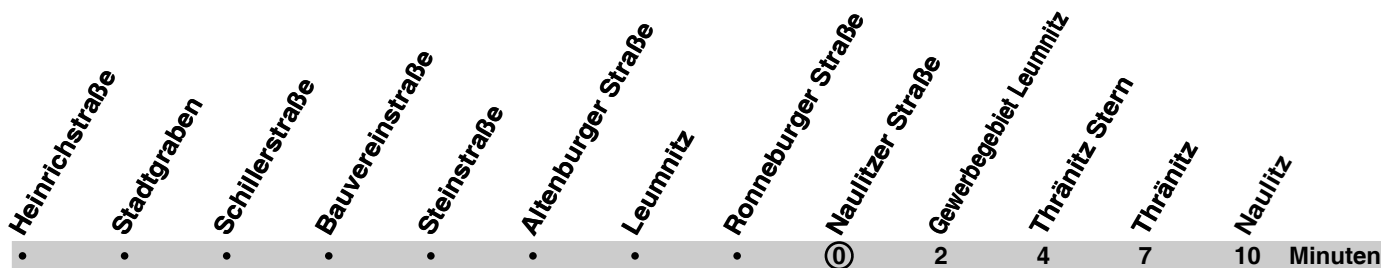 Heinrichstraße
Stadtgraben
Schillerstraße
Bauvereinstraße
Steinstraße
Altenburger Straße
Leumnitz
Ronneburger Straße
Naulitzer Straße
Gewerbegebiet Leumnitz
Thränitz Stern
Thränitz
Naulitz
• • • • • • • • 0 2 4 7 10 Minuten